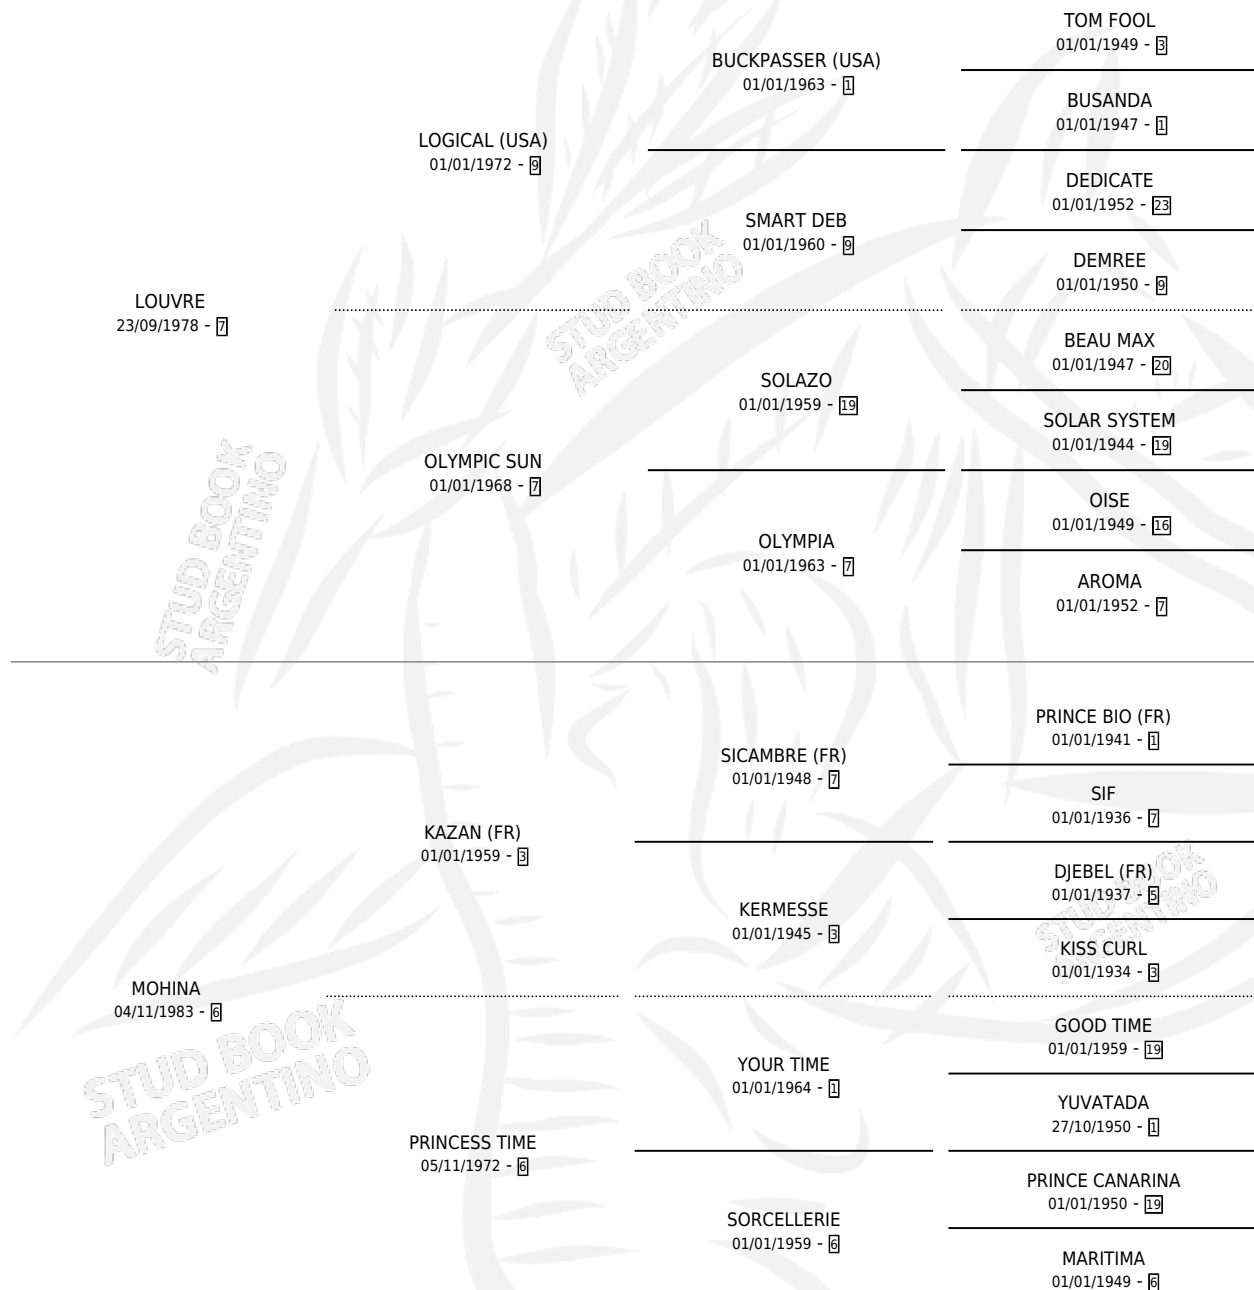 TOM FOOL
01/01/1949 - 3
BUCKPASSER (USA)
01/01/1963 - 1
BUSANDA
01/01/1947 - 1
LOGICAL (USA)
01/01/1972 - 9
DEDICATE
01/01/1952 - 23
SMART DEB
01/01/1960 - 9
DEMREE
01/01/1950 - 9
LOUVRE
23/09/1978 - 7
BEAU MAX
01/01/1947 - 20
SOLAZO
01/01/1959 - 19
SOLAR SYSTEM
01/01/1944 - 19
OLYMPIC SUN
01/01/1968 - 7
OISE
01/01/1949 - 16
OLYMPIA
01/01/1963 - 7
AROMA
01/01/1952 - 7
PRINCE BIO (FR)
01/01/1941 - 1
SICAMBRE (FR)
01/01/1948 - 7
SIF
01/01/1936 - 7
KAZAN (FR)
01/01/1959 - 3
DJEBEL (FR)
01/01/1937 - 5
KERMESSE
01/01/1945 - 3
KISS CURL
01/01/1934 - 3
MOHINA
04/11/1983 - 6
GOOD TIME
01/01/1959 - 19
YOUR TIME
01/01/1964 - 1
YUVATADA
27/10/1950 - 1
PRINCESS TIME
05/11/1972 - 6
PRINCE CANARINA
01/01/1950 - 19
SORCELLERIE
01/01/1959 - 6
MARITIMA
01/01/1949 - 6
STUD BOOK
ARGENTINO
STUD BOOK
ARGENTINO
STUD BOOK
ARGENTINO
STUD BOOK
ARGENTINO